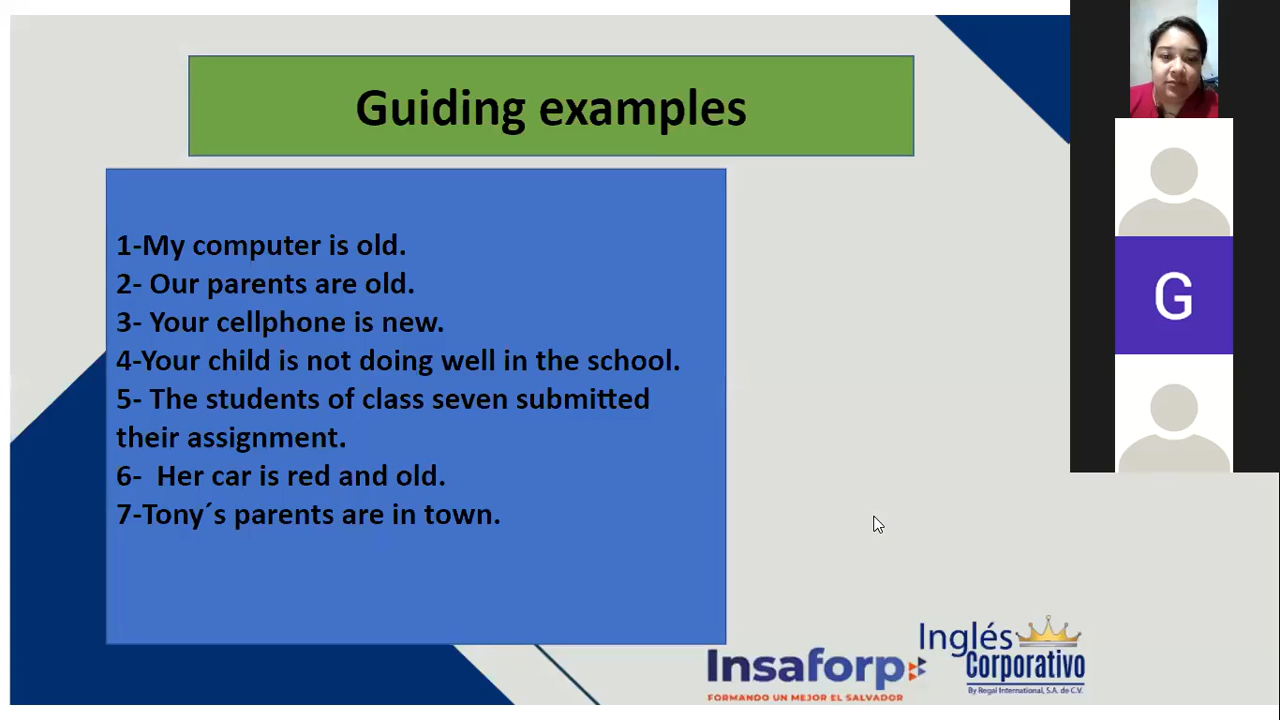 Guiding examples
1-My computer is old.
2- Our parents are old.
3- Your cellphone is new.
4-Your child is not doing well in the school.
5- The students of class seven submitted
their assignment.
6-  Her car is red and old.
7-Tony´s parents are in town.
G
Inglés
Corporativo
By Regal International, S.A. de C.V.
Insaforp
FORMANDO UN MEJOR EL SALVADOR